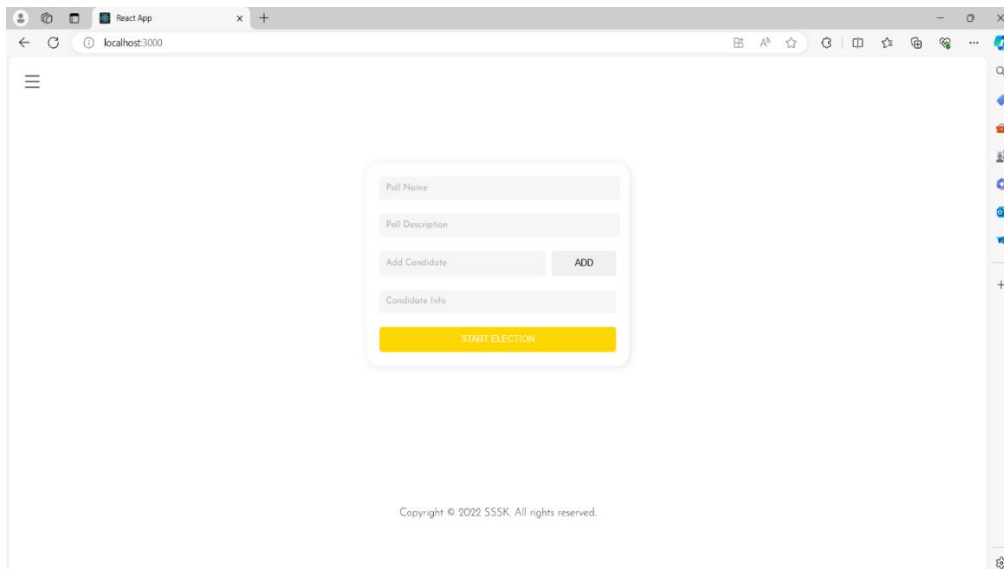 React App
localhost:3000
Poll Name
Poll Description
Add Candidate
ADD
Candidate Info
START ELECTION
Copyright © 2022 SSSK. All rights reserved.